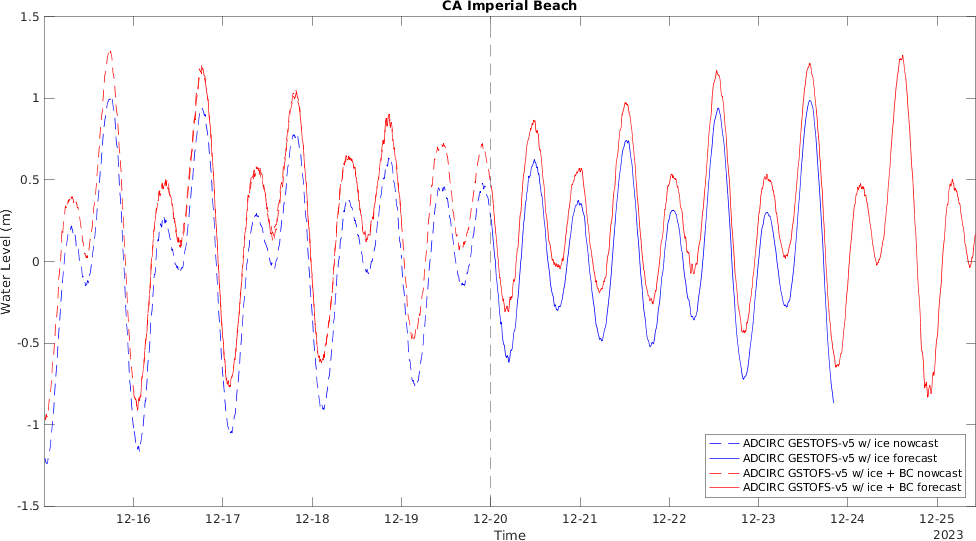 CA Imperial Beach
1.5
1
0.5
0
-0.5
-1
-1.5
Water Level (m)
12-16 12-17 12-18 12-19 12-20 12-21 12-22 12-23 12-24 12-25
Time
2023
ADCIRC GESTOFS-v5 w/ ice nowcast
ADCIRC GESTOFS-v5 w/ ice forecast
ADCIRC GSTOFS-v5 w/ ice + BC nowcast
ADCIRC GSTOFS-v5 w/ ice + BC forecast